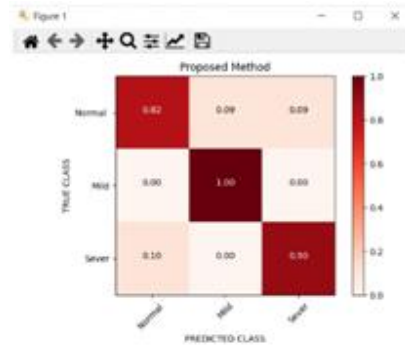 Figure 1
Proposed Method
Normal 0.82 0.09 0.09
Mild 0.00 1.00 0.00
Sever 0.10 0.00 0.90
TRUE CLASS
Normal Mild Sever
PREDICTED CLASS
1.0
0.8
0.6
0.4
0.2
0.0